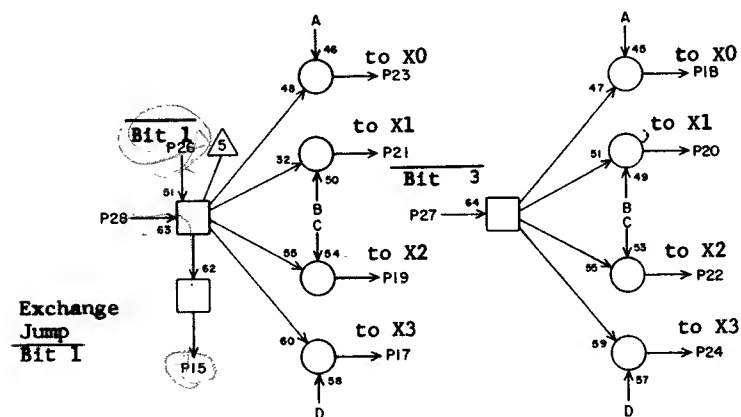 A
A
46
to X0
45
to X0
48
P23
47
P18
Bit 1
P26
5
to X1
to X1
32
P21
51
P20
51
50
Bit 3
49
P28
63
B
P27
64
B
C
C
62
55
54
to X2
55
53
to X2
P19
P22
Exchange
Jump
Bit 1
60
to X3
59
to X3
P15
58
P17
57
P24
D
D